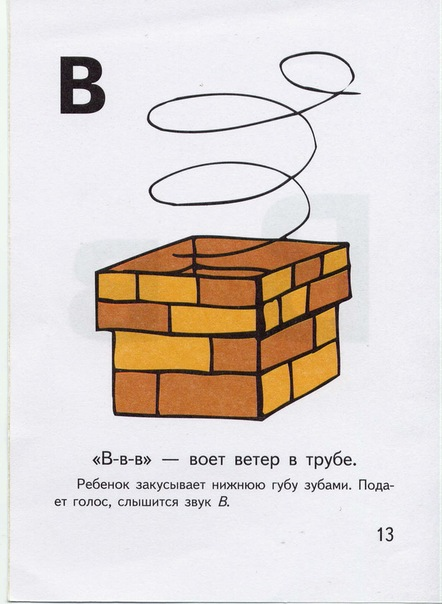 В
«В-в-в» — воет ветер в трубе.
Ребенок закусывает нижнюю губу зубами. Пода-
ет голос, слышится звук В.
13